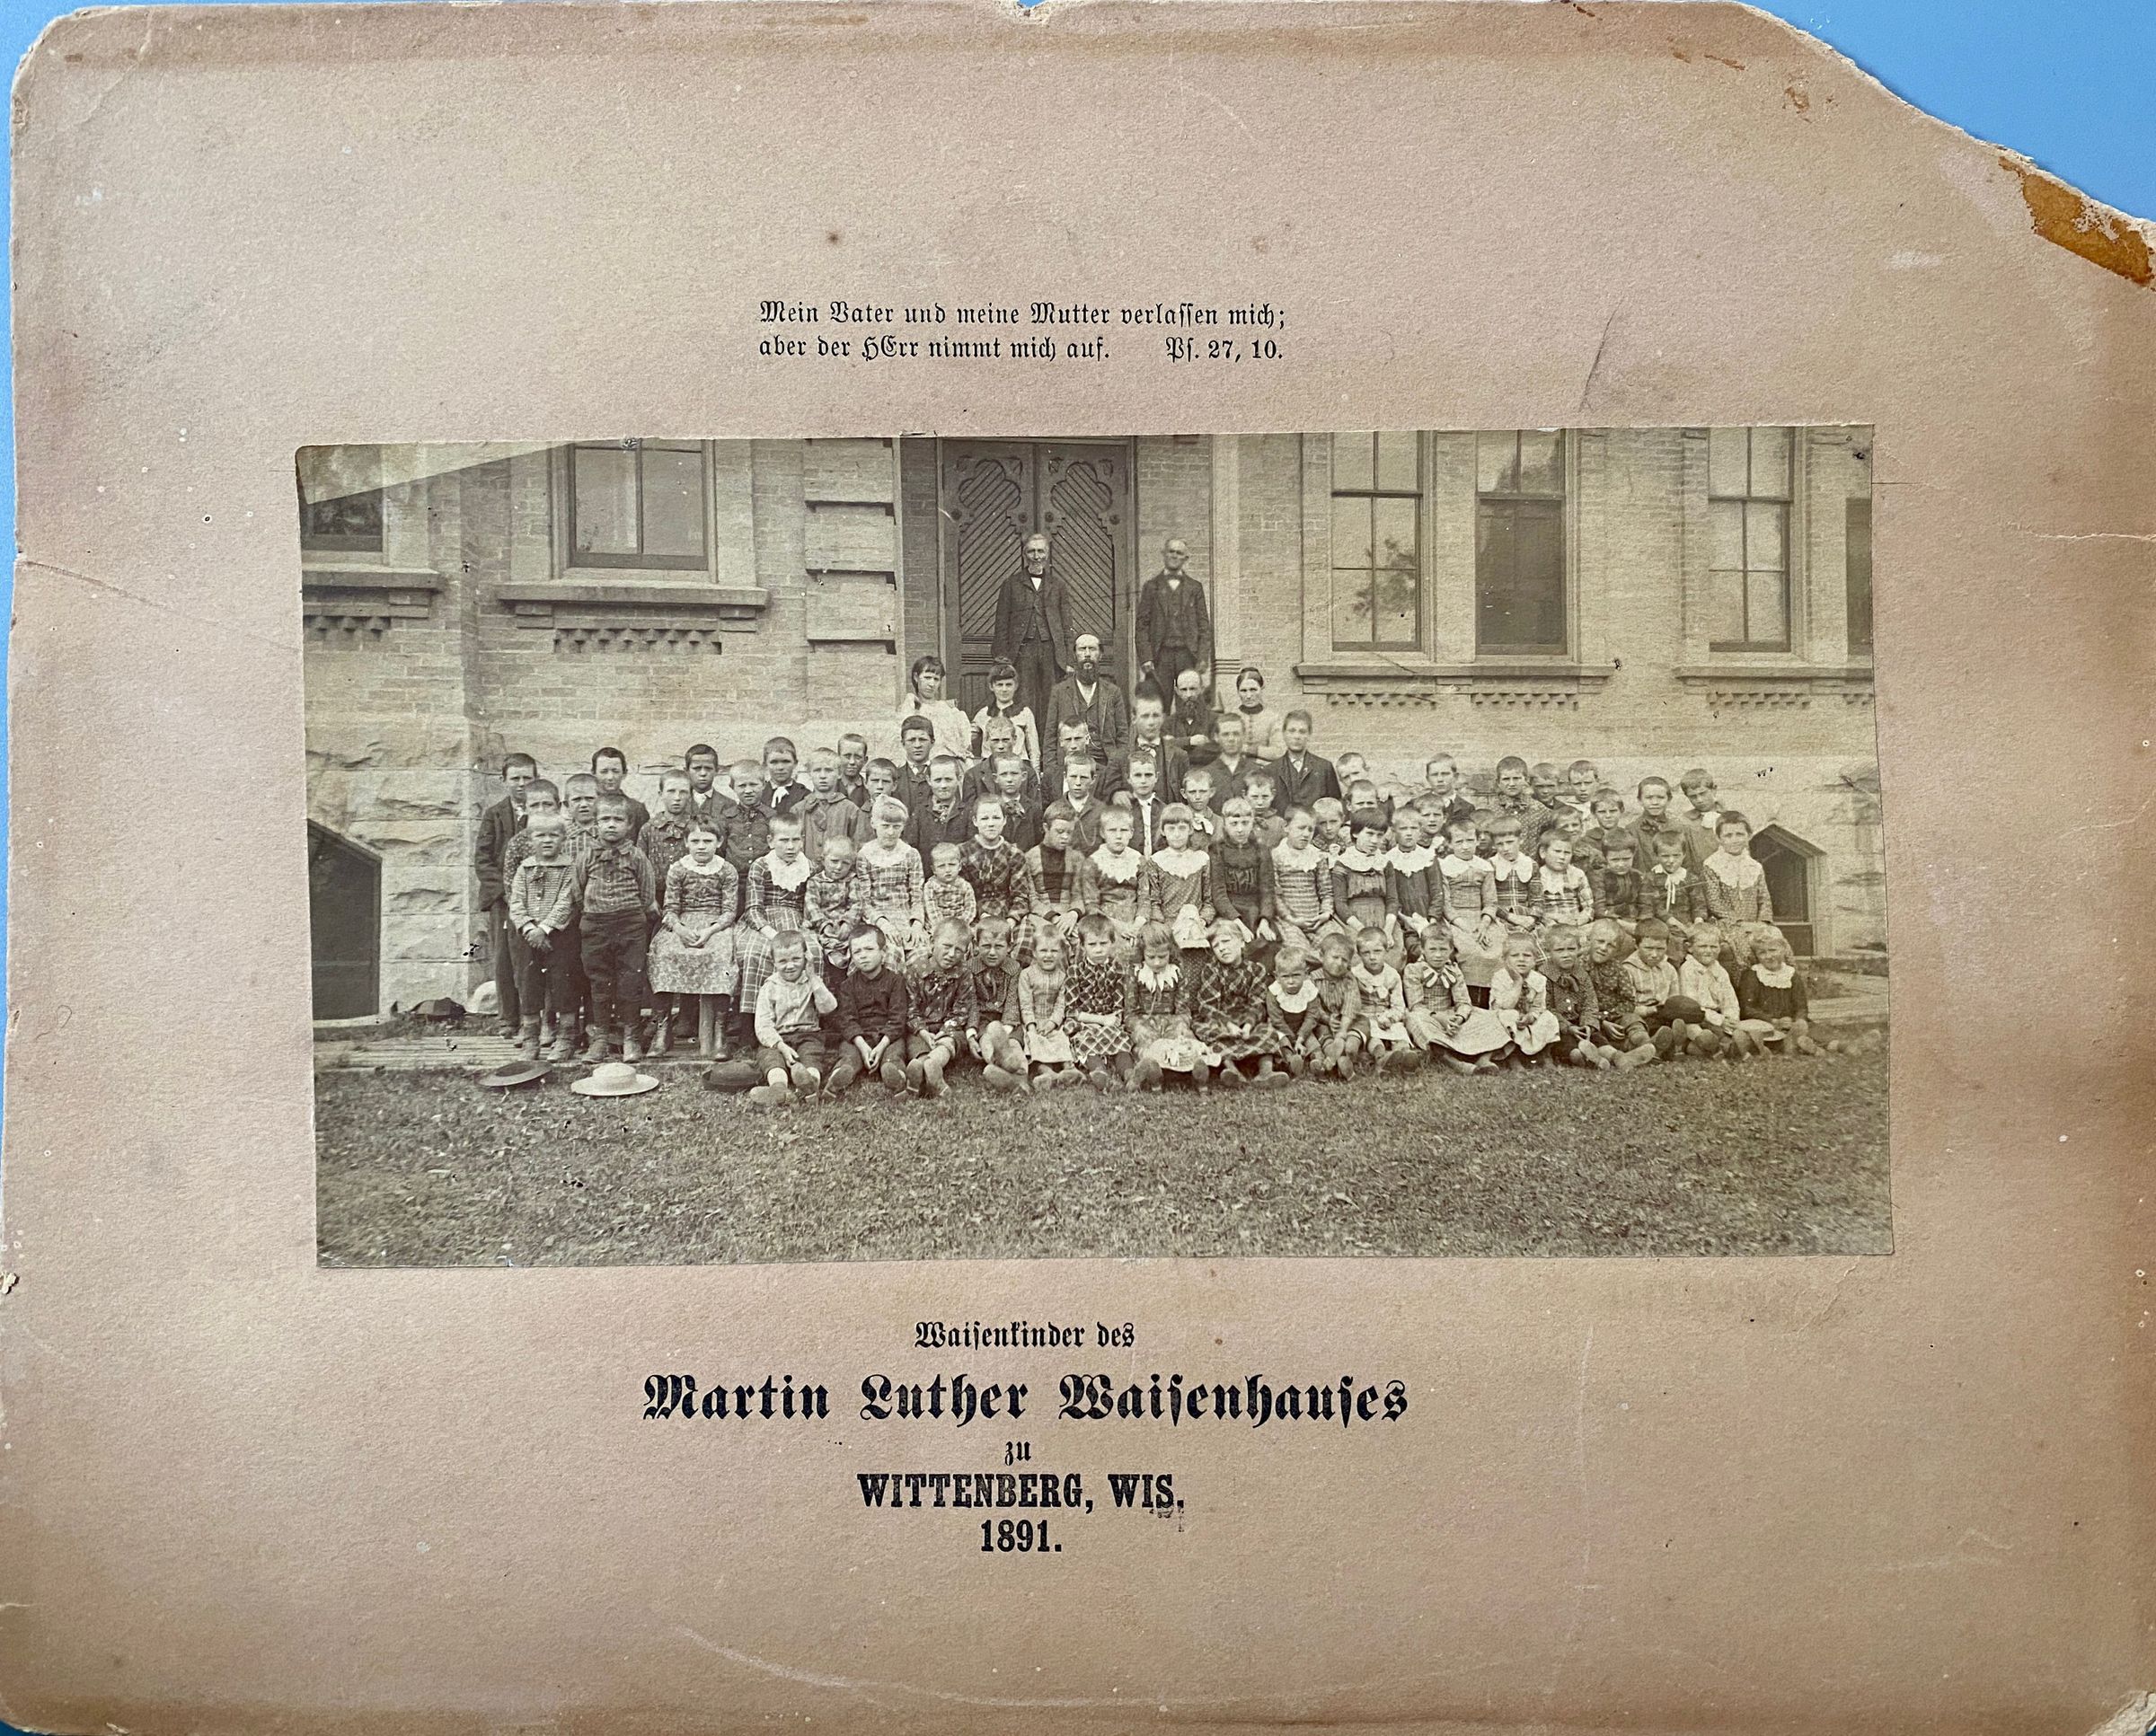 Mein Vater und meine Mutter verlaſſen mich;
aber der HErr nimmt mich auf. Pſ. 27, 10.
Waiſenkinder des
Martin Luther Waiſenhauſes
zu
WITTENBERG, WIS.
1891.